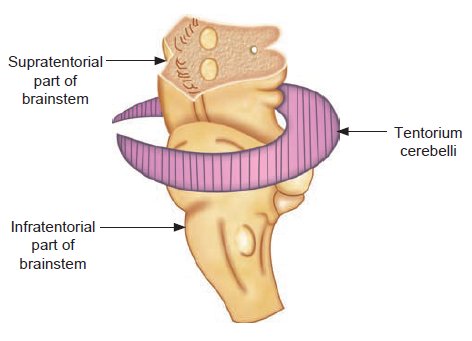 Supratentorial
part of
brainstem
Tentorium
cerebelli
Infratentorial
part of
brainstem